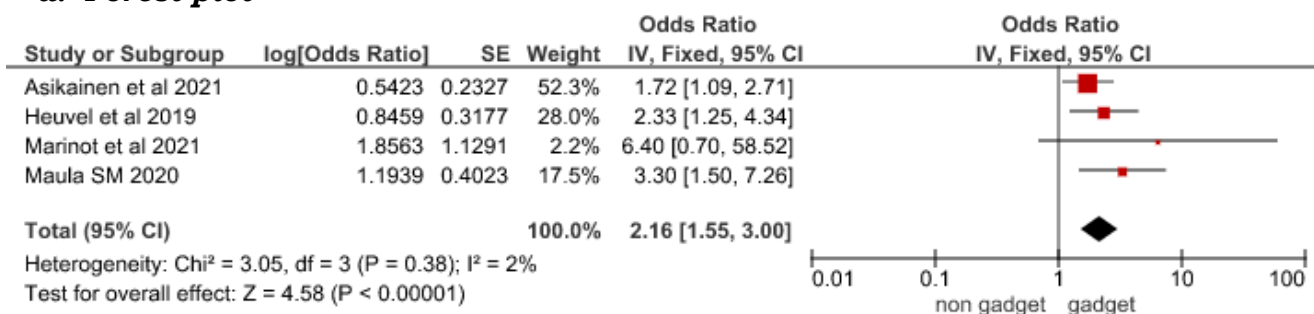 a. Forest plot
Odds Ratio Odds Ratio
Study or Subgroup log[Odds Ratio] SE Weight IV, Fixed, 95% CI IV, Fixed, 95% CI
Asikainen et al 2021 0.5423 0.2327 52.3% 1.72 [1.09, 2.71]
Heuvel et al 2019 0.8459 0.3177 28.0% 2.33 [1.25, 4.34]
Marinot et al 2021 1.8563 1.1291 2.2% 6.40 [0.70, 58.52]
Maula SM 2020 1.1939 0.4023 17.5% 3.30 [1.50, 7.26]
Total (95% CI) 100.0% 2.16 [1.55, 3.00]
Heterogeneity: Chi² = 3.05, df = 3 (P = 0.38); I² = 2%
Test for overall effect: Z = 4.58 (P < 0.00001)
0.01 0.1 1 10 100
non gadget gadget